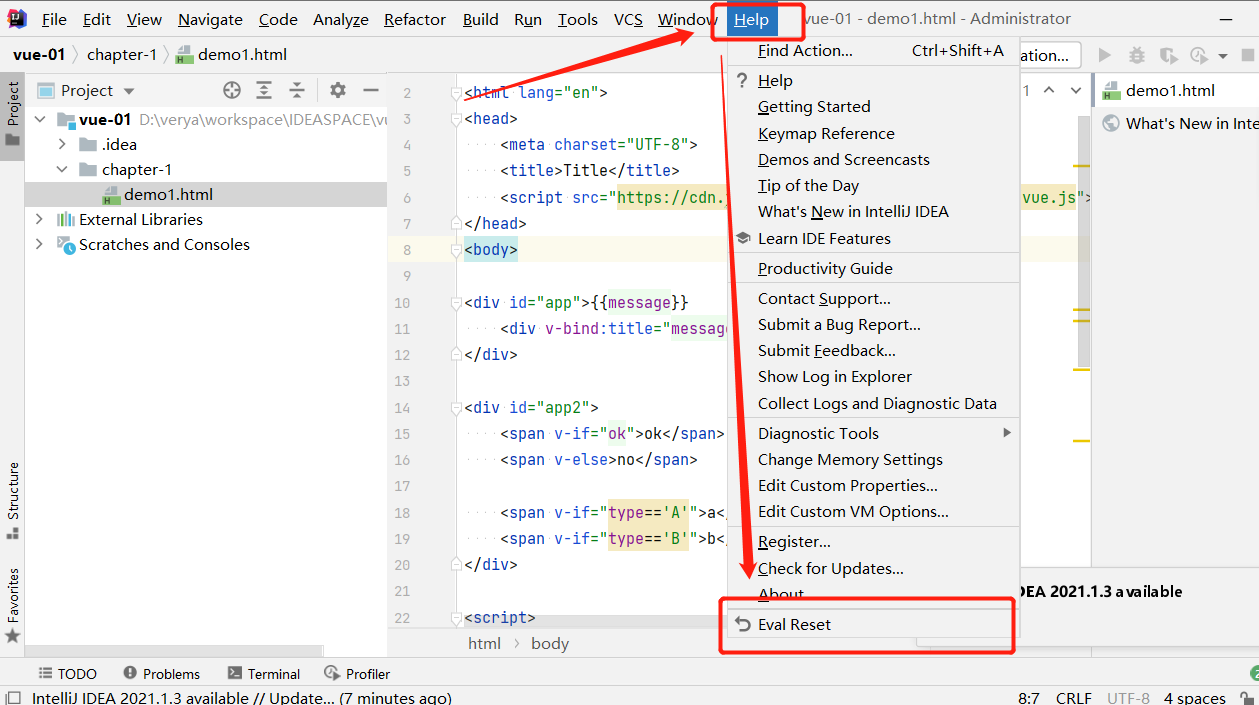 File Edit View Navigate Code Analyze Refactor Build Run Tools VCS Window Help vue-01 - demo1.html - Administrator
vue-01 chapter-1 demo1.html
Find Action... Ctrl+Shift+A
Help
Getting Started
Keymap Reference
Demos and Screencasts
Tip of the Day
What's New in IntelliJ IDEA
Learn IDE Features
Productivity Guide
Contact Support...
Submit a Bug Report...
Submit Feedback...
Show Log in Explorer
Collect Logs and Diagnostic Data
Diagnostic Tools
Change Memory Settings
Edit Custom Properties...
Edit Custom VM Options...
Register...
Check for Updates...
About
Eval Reset
Project
Structure
Favorites
Project
vue-01 D:\verya\workspace\IDEASPACE\vu
.idea
chapter-1
demo1.html
External Libraries
Scratches and Consoles
2 <html lang="en">
3 <head>
4 <meta charset="UTF-8">
5 <title>Title</title>
6 <script src="https://cdn. vue.js">
7 </head>
8 <body>
9
10 <div id="app">{{message}}
11 <div v-bind:title="message
12 </div>
13
14 <div id="app2">
15 <span v-if="ok">ok</span>
16 <span v-else>no</span>
17
18 <span v-if="type=='A'">a<
19 <span v-if="type=='B'">b<
20 </div>
21
22 <script>
html body
ation...
1
demo1.html
What's New in Inte
DEA 2021.1.3 available
TODO Problems Terminal Profiler
IntelliJ IDEA 2021.1.3 available // Update... (7 minutes ago) 8:7 CRLF UTF-8 4 spaces